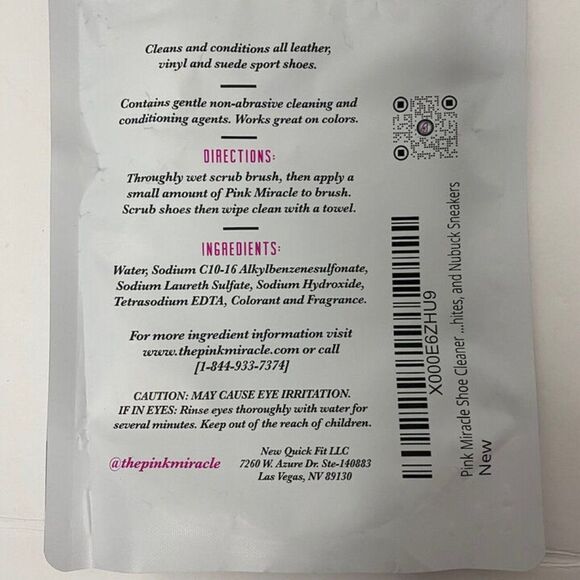 Cleans and conditions all leather,
vinyl and suede sport shoes.
Contains gentle non-abrasive cleaning and
conditioning agents. Works great on colors.
DIRECTIONS:
Throughly wet scrub brush, then apply a
small amount of Pink Miracle to brush.
Scrub shoes then wipe clean with a towel.
INGREDIENTS:
Water, Sodium C10-16 Alkylbenzenesulfonate,
Sodium Laureth Sulfate, Sodium Hydroxide,
Tetrasodium EDTA, Colorant and Fragrance.
For more ingredient information visit
www.thepinkmiracle.com or call
[1-844-933-7374]
CAUTION: MAY CAUSE EYE IRRITATION.
IF IN EYES: Rinse eyes thoroughly with water for
several minutes. Keep out of the reach of children.
@thepinkmiracle
New Quick Fit LLC
7260 W. Azure Dr. Ste-140883
Las Vegas, NV 89130
X000E6ZHU9
Pink Miracle Shoe Cleaner ...hites, and Nubuck Sneakers
New